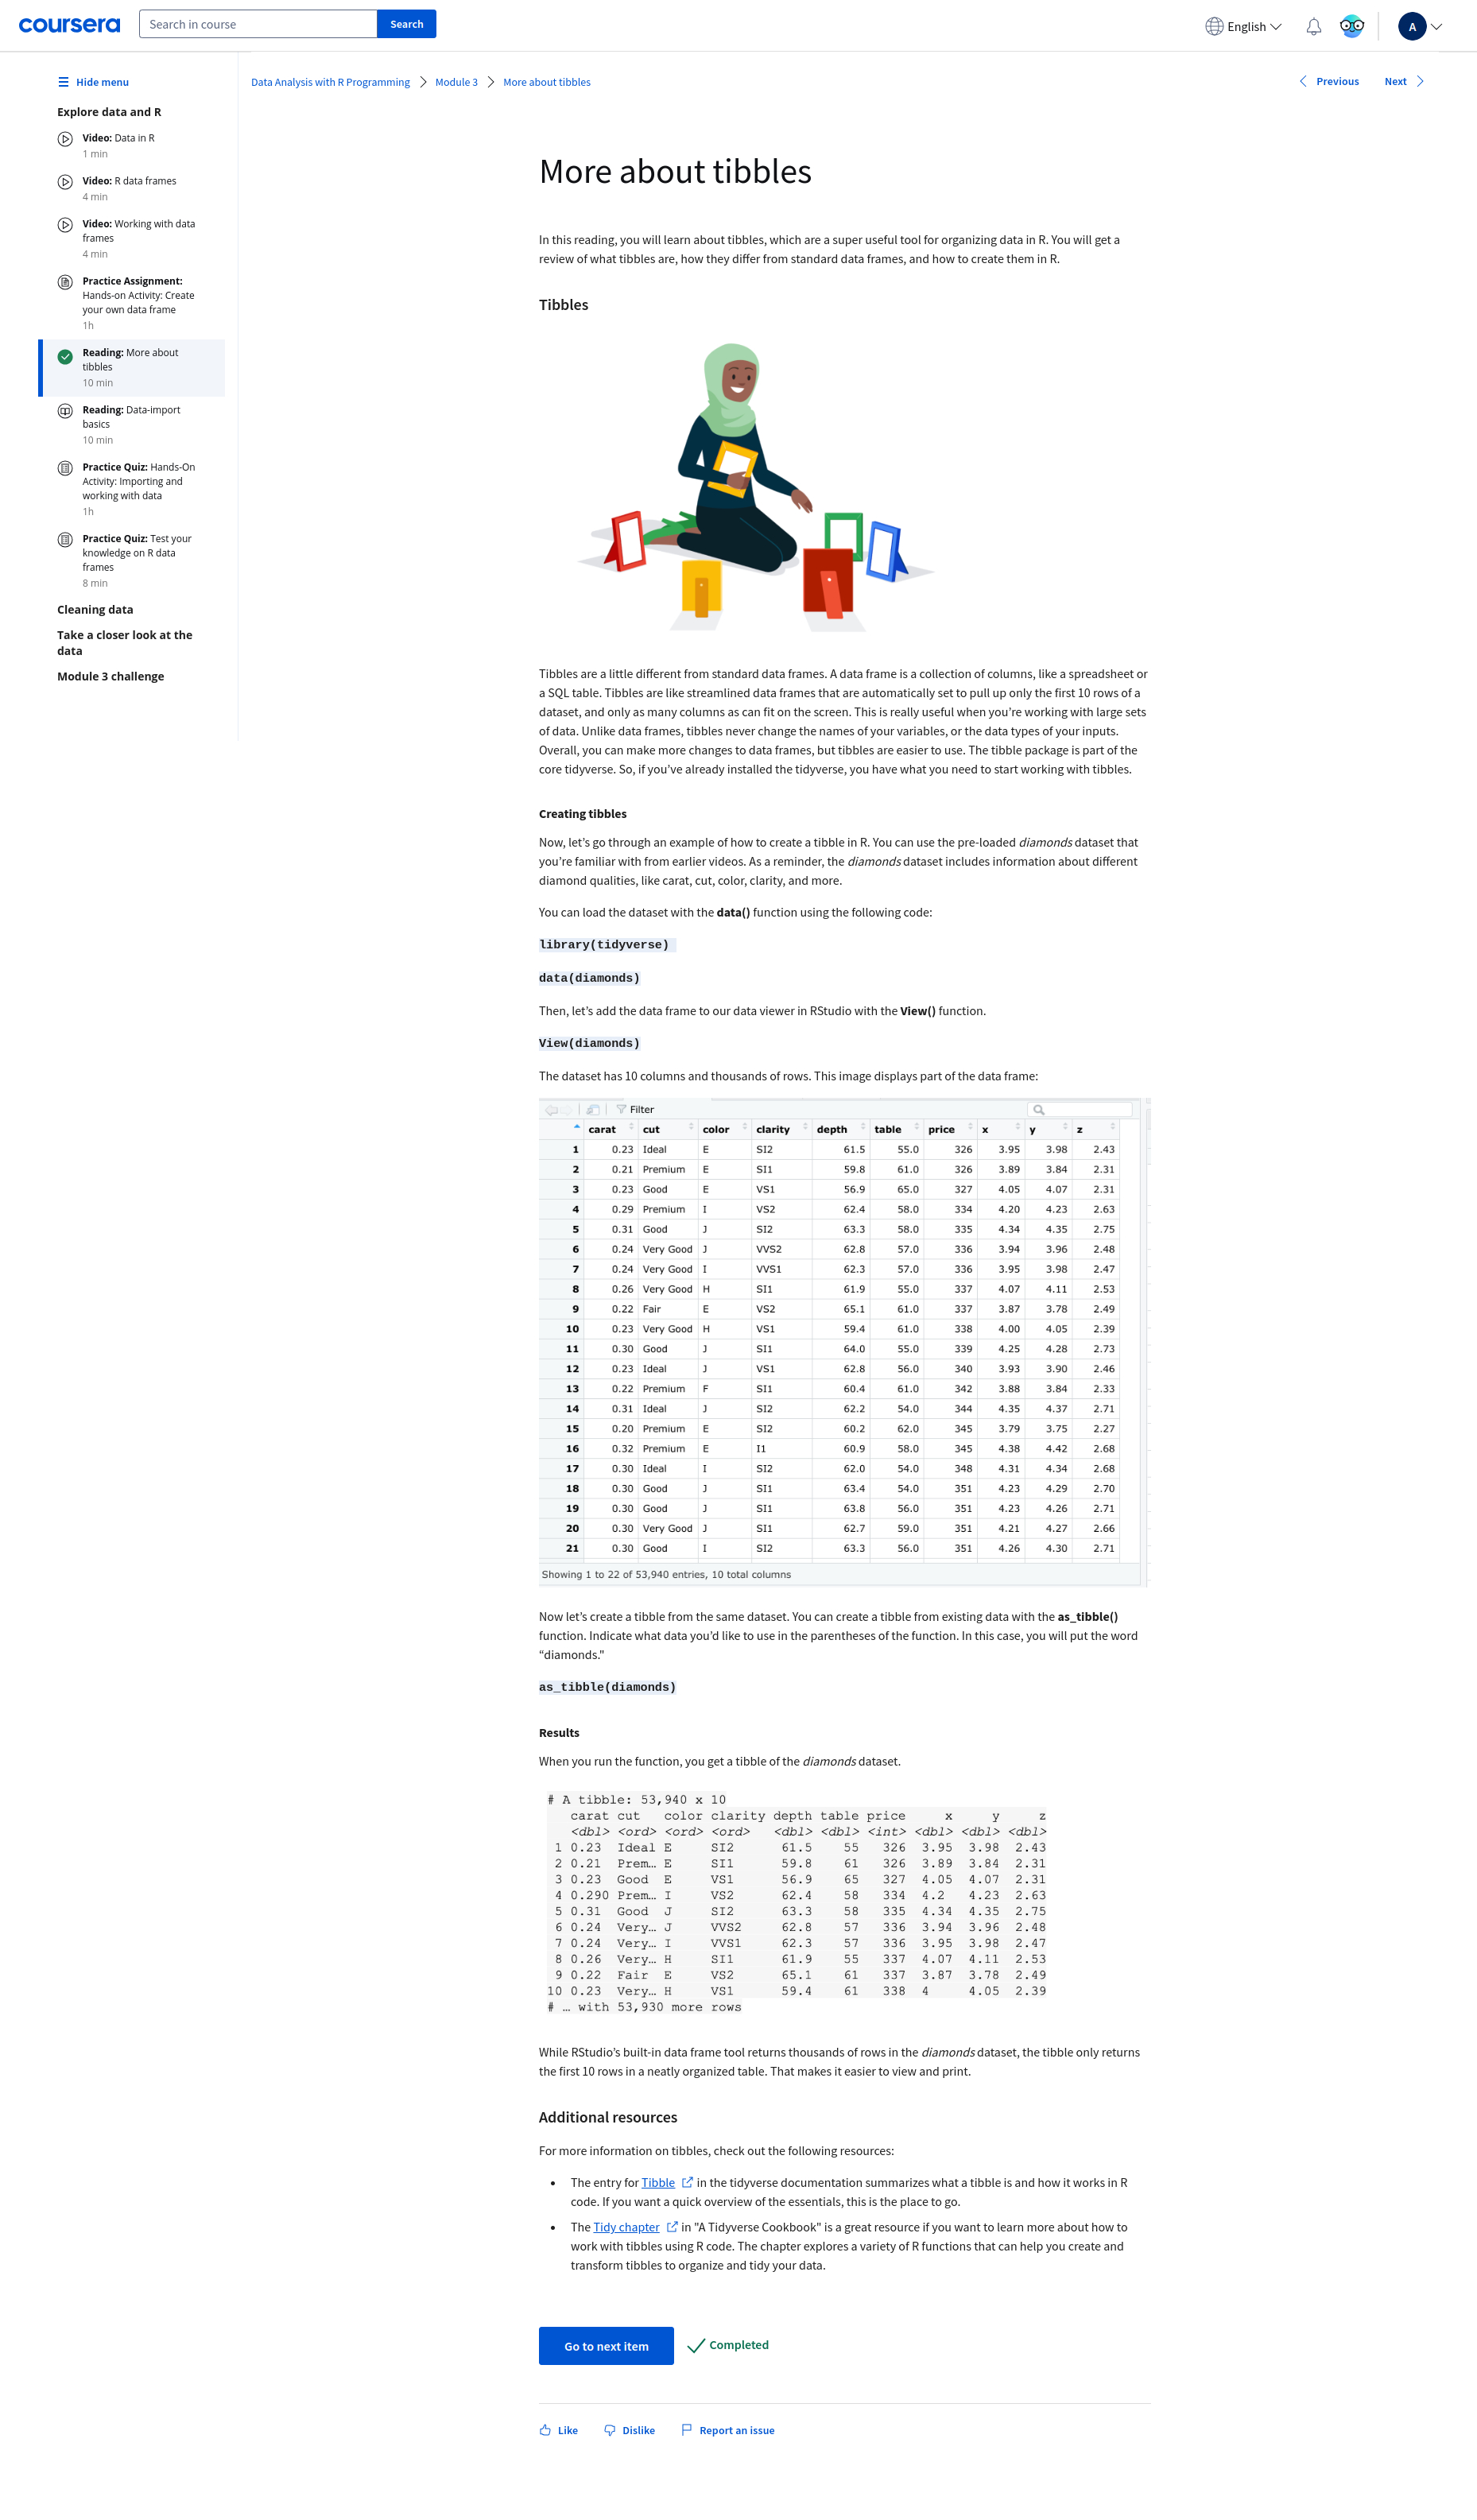 coursera
Search in course
Search
English
A
Hide menu
Explore data and R
Video: Data in R
1 min
Video: R data frames
4 min
Video: Working with data
frames
4 min
Practice Assignment:
Hands-on Activity: Create
your own data frame
1h
Reading: More about
tibbles
10 min
Reading: Data-import
basics
10 min
Practice Quiz: Hands-On
Activity: Importing and
working with data
1h
Practice Quiz: Test your
knowledge on R data
frames
8 min
Cleaning data
Take a closer look at the
data
Module 3 challenge
Data Analysis with R Programming > Module 3 > More about tibbles
Previous
Next
More about tibbles
In this reading, you will learn about tibbles, which are a super useful tool for organizing data in R. You will get a
review of what tibbles are, how they differ from standard data frames, and how to create them in R.
Tibbles
Tibbles are a little different from standard data frames. A data frame is a collection of columns, like a spreadsheet or
a SQL table. Tibbles are like streamlined data frames that are automatically set to pull up only the first 10 rows of a
dataset, and only as many columns as can fit on the screen. This is really useful when you’re working with large sets
of data. Unlike data frames, tibbles never change the names of your variables, or the data types of your inputs.
Overall, you can make more changes to data frames, but tibbles are easier to use. The tibble package is part of the
core tidyverse. So, if you’ve already installed the tidyverse, you have what you need to start working with tibbles.
Creating tibbles
Now, let’s go through an example of how to create a tibble in R. You can use the pre-loaded diamonds dataset that
you’re familiar with from earlier videos. As a reminder, the diamonds dataset includes information about different
diamond qualities, like carat, cut, color, clarity, and more.
You can load the dataset with the data() function using the following code:
library(tidyverse)
data(diamonds)
Then, let’s add the data frame to our data viewer in RStudio with the View() function.
View(diamonds)
The dataset has 10 columns and thousands of rows. This image displays part of the data frame:
Filter
carat cut color clarity depth table price x y z
1 0.23 Ideal E SI2 61.5 55.0 326 3.95 3.98 2.43
2 0.21 Premium E SI1 59.8 61.0 326 3.89 3.84 2.31
3 0.23 Good E VS1 56.9 65.0 327 4.05 4.07 2.31
4 0.29 Premium I VS2 62.4 58.0 334 4.20 4.23 2.63
5 0.31 Good J SI2 63.3 58.0 335 4.34 4.35 2.75
6 0.24 Very Good J VVS2 62.8 57.0 336 3.94 3.96 2.48
7 0.24 Very Good I VVS1 62.3 57.0 336 3.95 3.98 2.47
8 0.26 Very Good H SI1 61.9 55.0 337 4.07 4.11 2.53
9 0.22 Fair E VS2 65.1 61.0 337 3.87 3.78 2.49
10 0.23 Very Good H VS1 59.4 61.0 338 4.00 4.05 2.39
11 0.30 Good J SI1 64.0 55.0 339 4.25 4.28 2.73
12 0.23 Ideal J VS1 62.8 56.0 340 3.93 3.90 2.46
13 0.22 Premium F SI1 60.4 61.0 342 3.88 3.84 2.33
14 0.31 Ideal J SI2 62.2 54.0 344 4.35 4.37 2.71
15 0.20 Premium E SI2 60.2 62.0 345 3.79 3.75 2.27
16 0.32 Premium E I1 60.9 58.0 345 4.38 4.42 2.68
17 0.30 Ideal I SI2 62.0 54.0 348 4.31 4.34 2.68
18 0.30 Good J SI1 63.4 54.0 351 4.23 4.29 2.70
19 0.30 Good J SI1 63.8 56.0 351 4.23 4.26 2.71
20 0.30 Very Good J SI1 62.7 59.0 351 4.21 4.27 2.66
21 0.30 Good I SI2 63.3 56.0 351 4.26 4.30 2.71
Showing 1 to 22 of 53,940 entries, 10 total columns
Now let’s create a tibble from the same dataset. You can create a tibble from existing data with the as_tibble()
function. Indicate what data you’d like to use in the parentheses of the function. In this case, you will put the word
“diamonds."
as_tibble(diamonds)
Results
When you run the function, you get a tibble of the diamonds dataset.
# A tibble: 53,940 x 10
carat cut color clarity depth table price x y z
<dbl> <ord> <ord> <ord> <dbl> <dbl> <int> <dbl> <dbl> <dbl>
1 0.23 Ideal E SI2 61.5 55 326 3.95 3.98 2.43
2 0.21 Prem… E SI1 59.8 61 326 3.89 3.84 2.31
3 0.23 Good E VS1 56.9 65 327 4.05 4.07 2.31
4 0.290 Prem… I VS2 62.4 58 334 4.2 4.23 2.63
5 0.31 Good J SI2 63.3 58 335 4.34 4.35 2.75
6 0.24 Very… J VVS2 62.8 57 336 3.94 3.96 2.48
7 0.24 Very… I VVS1 62.3 57 336 3.95 3.98 2.47
8 0.26 Very… H SI1 61.9 55 337 4.07 4.11 2.53
9 0.22 Fair E VS2 65.1 61 337 3.87 3.78 2.49
10 0.23 Very… H VS1 59.4 61 338 4 4.05 2.39
# … with 53,930 more rows
While RStudio’s built-in data frame tool returns thousands of rows in the diamonds dataset, the tibble only returns
the first 10 rows in a neatly organized table. That makes it easier to view and print.
Additional resources
For more information on tibbles, check out the following resources:
• The entry for Tibble in the tidyverse documentation summarizes what a tibble is and how it works in R
code. If you want a quick overview of the essentials, this is the place to go.
• The Tidy chapter in "A Tidyverse Cookbook" is a great resource if you want to learn more about how to
work with tibbles using R code. The chapter explores a variety of R functions that can help you create and
transform tibbles to organize and tidy your data.
Go to next item
Completed
Like
Dislike
Report an issue